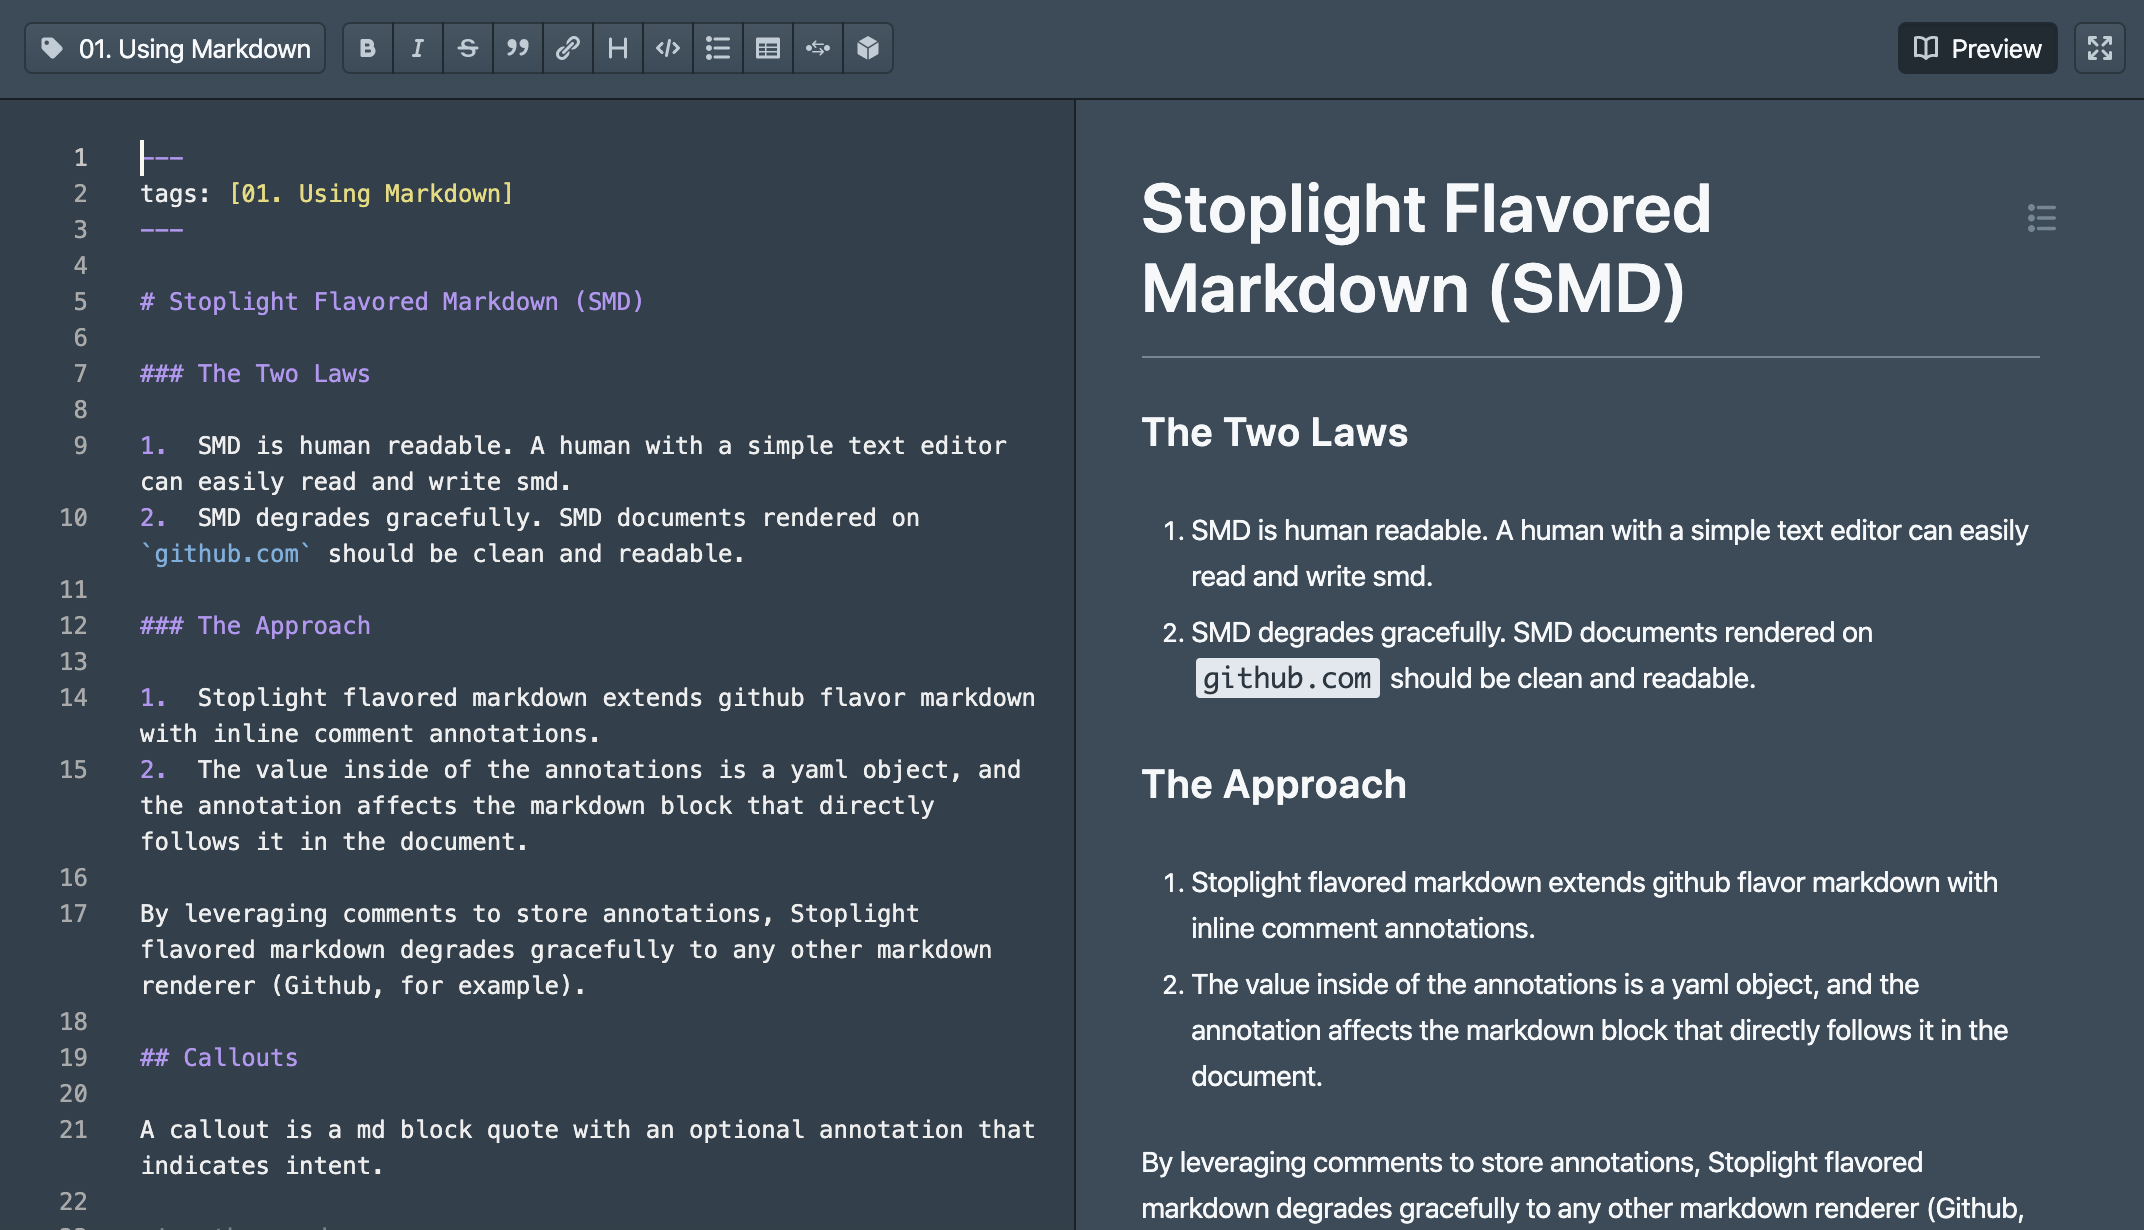 01. Using Markdown
Preview
1 ---
2 tags: [01. Using Markdown]
3 ---
4
5 # Stoplight Flavored Markdown (SMD)
6
7 ### The Two Laws
8
9 1.  SMD is human readable. A human with a simple text editor
can easily read and write smd.
10 2.  SMD degrades gracefully. SMD documents rendered on
`github.com` should be clean and readable.
11
12 ### The Approach
13
14 1.  Stoplight flavored markdown extends github flavor markdown
with inline comment annotations.
15 2.  The value inside of the annotations is a yaml object, and
the annotation affects the markdown block that directly
follows it in the document.
16
17 By leveraging comments to store annotations, Stoplight
flavored markdown degrades gracefully to any other markdown
renderer (Github, for example).
18
19 ## Callouts
20
21 A callout is a md block quote with an optional annotation that
indicates intent.
22
Stoplight Flavored
Markdown (SMD)
The Two Laws
1. SMD is human readable. A human with a simple text editor can easily
read and write smd.
2. SMD degrades gracefully. SMD documents rendered on
github.com should be clean and readable.
The Approach
1. Stoplight flavored markdown extends github flavor markdown with
inline comment annotations.
2. The value inside of the annotations is a yaml object, and the
annotation affects the markdown block that directly follows it in the
document.
By leveraging comments to store annotations, Stoplight flavored
markdown degrades gracefully to any other markdown renderer (Github,